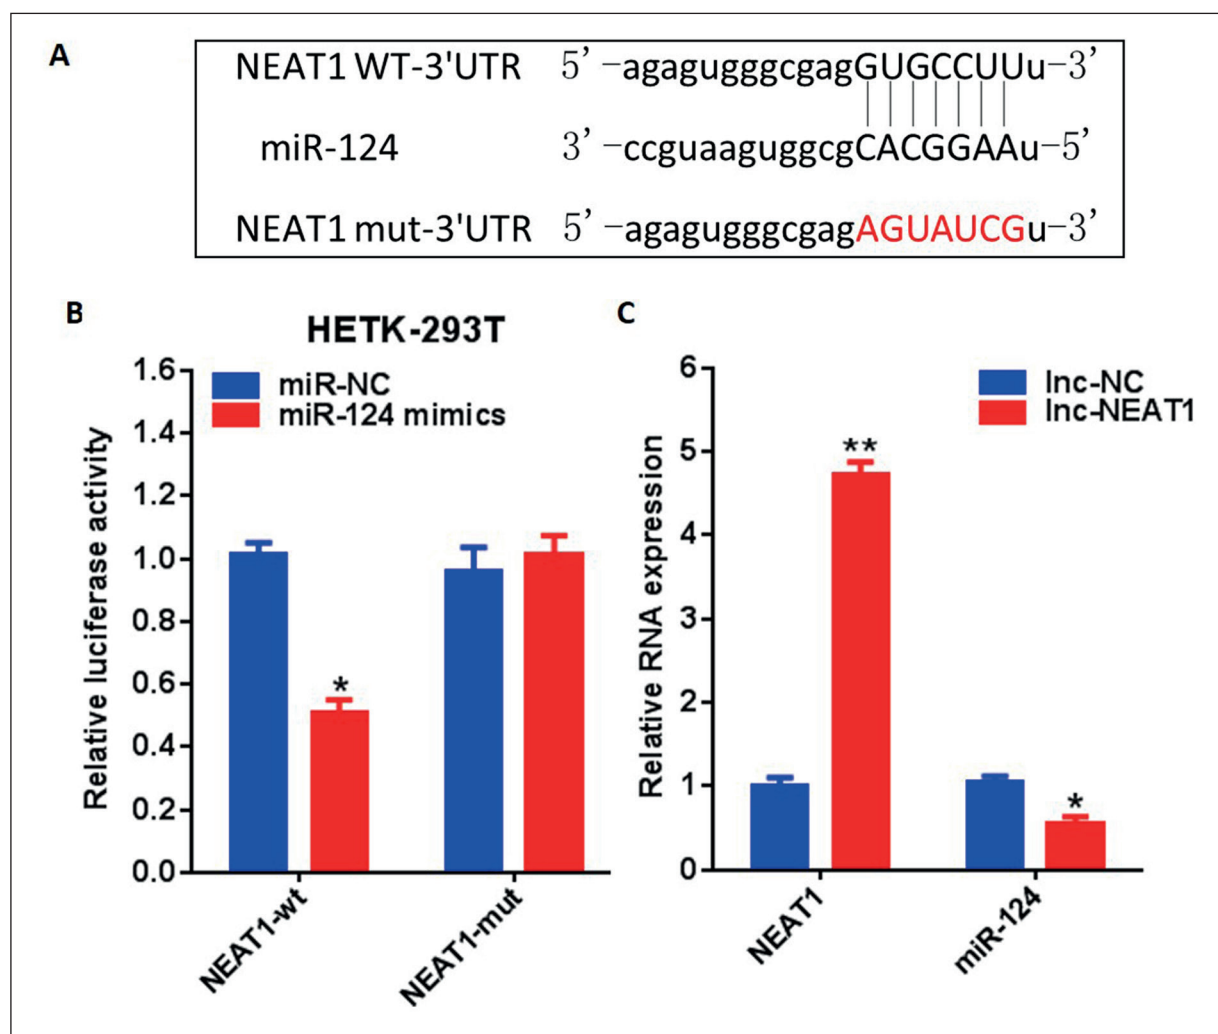 A
NEAT1 WT-3'UTR 5’ -agagugggcgagGUGCCUUu-3’
miR-124 3’ -ccguaaguggcgCACGGAAu-5’
NEAT1 mut-3'UTR 5’ -agagugggcgagAGUAUCGu-3’
B
HETK-293T
miR-NC
miR-124 mimics
Relative luciferase activity
1.6
1.4
1.2
1.0
0.8
0.6
0.4
0.2
0.0
*
NEAT1-wt
NEAT1-mut
C
lnc-NC
lnc-NEAT1
Relative RNA expression
6
5
4
3
2
1
0
**
*
NEAT1
miR-124